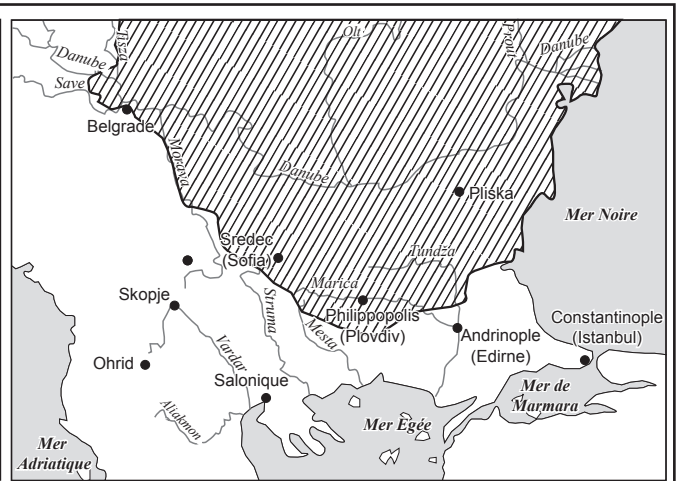 Tisza
Olt
Prout
Danube
Danube
Save
Belgrade
Morava
Danube
Pliska
Mer Noire
Sredec
(Sofia)
Tundža
Marica
Skopje
Struma
Mesta
Philippopolis
(Plovdiv)
Constantinople
(Istanbul)
Andrinople
(Edirne)
Ohrid
Vardar
Salonique
Mer de
Marmara
Aliakmon
Mer Egée
Mer
Adriatique